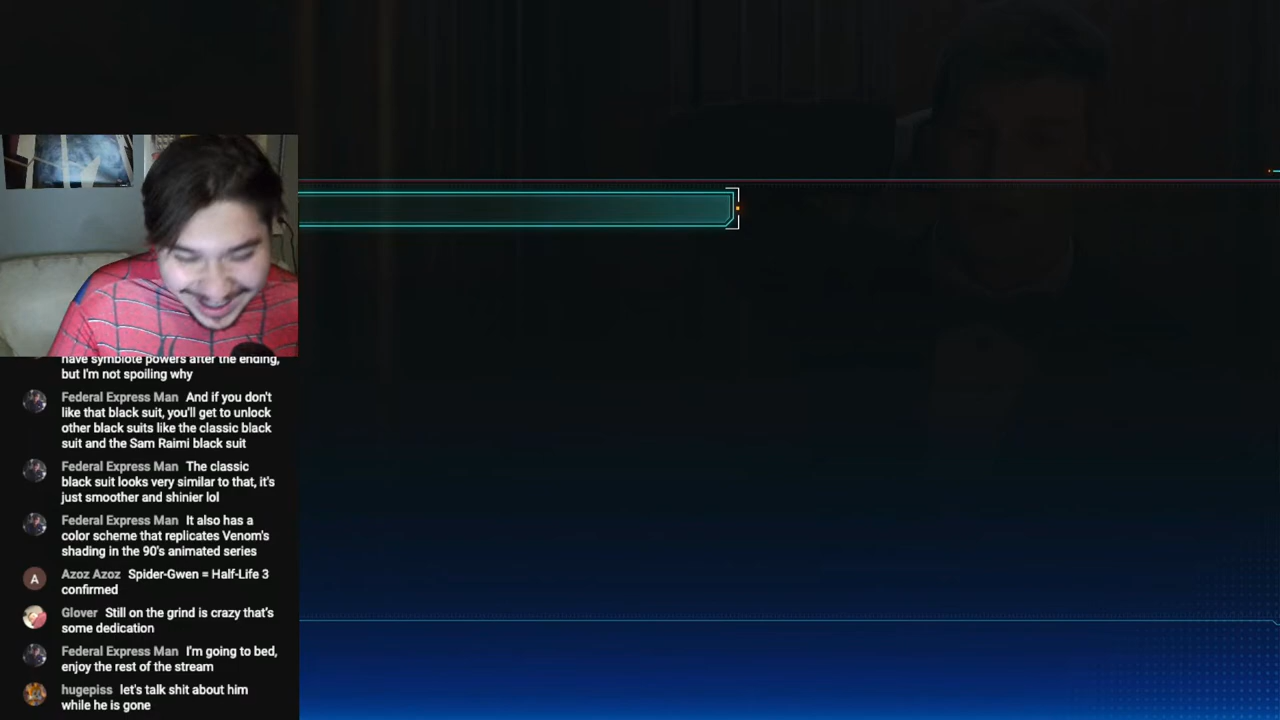 have symbiote powers after the ending,
but I'm not spoiling why
Federal Express Man And if you don't
like that black suit, you'll get to unlock
other black suits like the classic black
suit and the Sam Raimi black suit
Federal Express Man The classic
black suit looks very similar to that, it's
just smoother and shinier lol
Federal Express Man It also has a
color scheme that replicates Venom's
shading in the 90's animated series
A Azoz Azoz Spider-Gwen = Half-Life 3
confirmed
Glover Still on the grind is crazy that's
some dedication
Federal Express Man I'm going to bed,
enjoy the rest of the stream
hugepiss let's talk shit about him
while he is gone